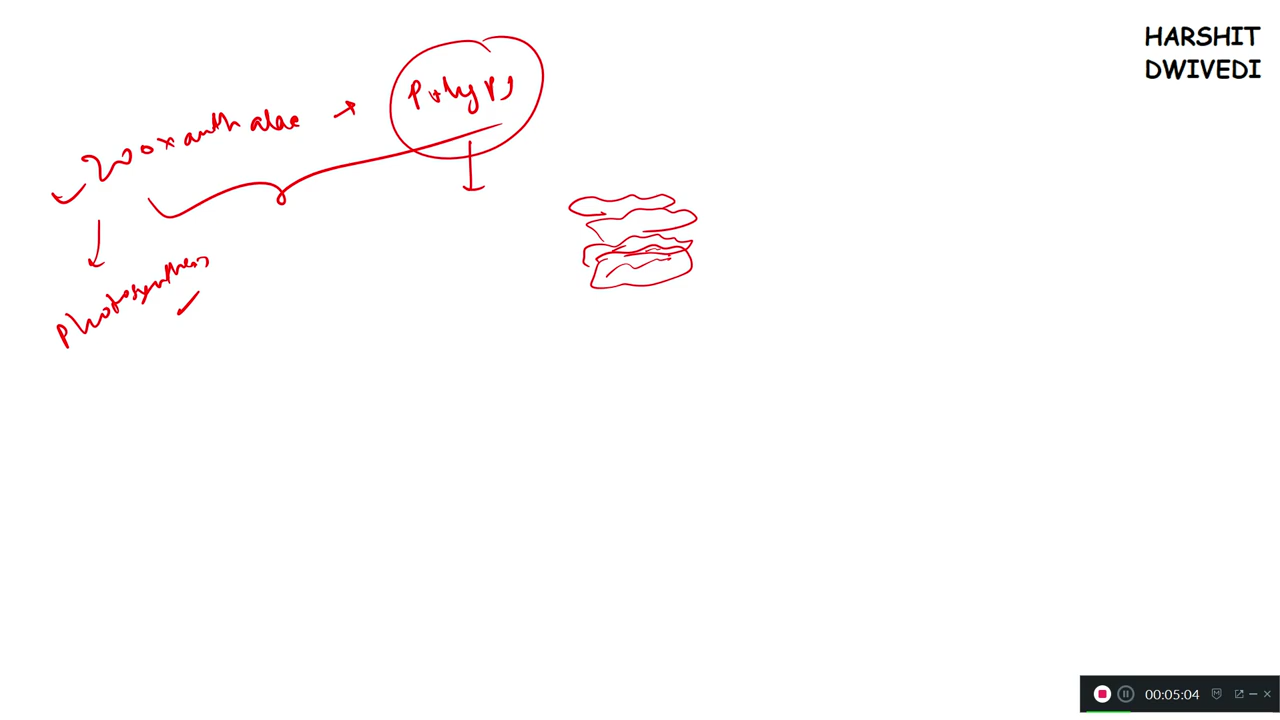 HARSHIT
DWIVEDI
Polyps
zooxanthalae →
Photosynthesis
00:05:04